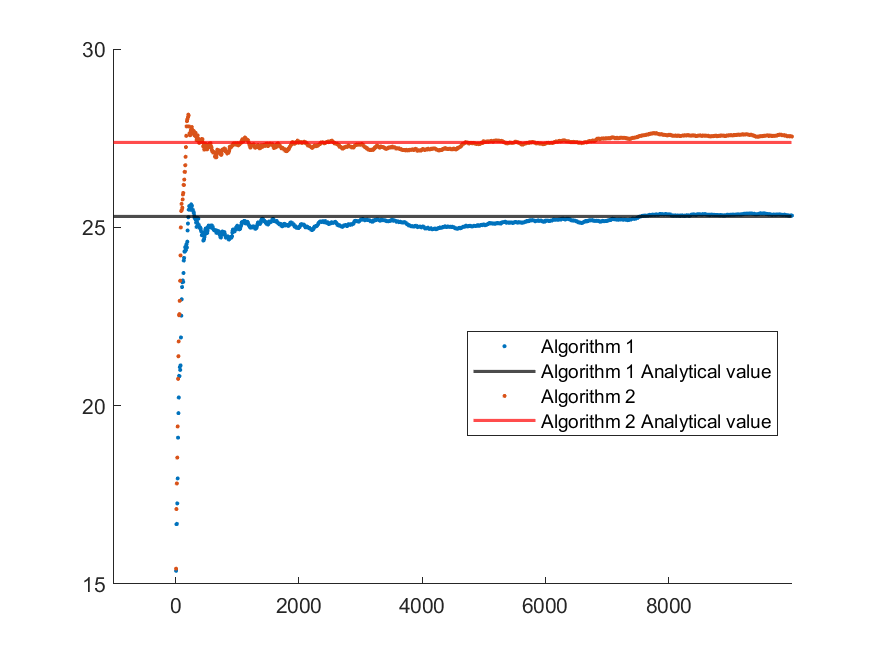 30
25
20
15
0 2000 4000 6000 8000
Algorithm 1
Algorithm 1 Analytical value
Algorithm 2
Algorithm 2 Analytical value